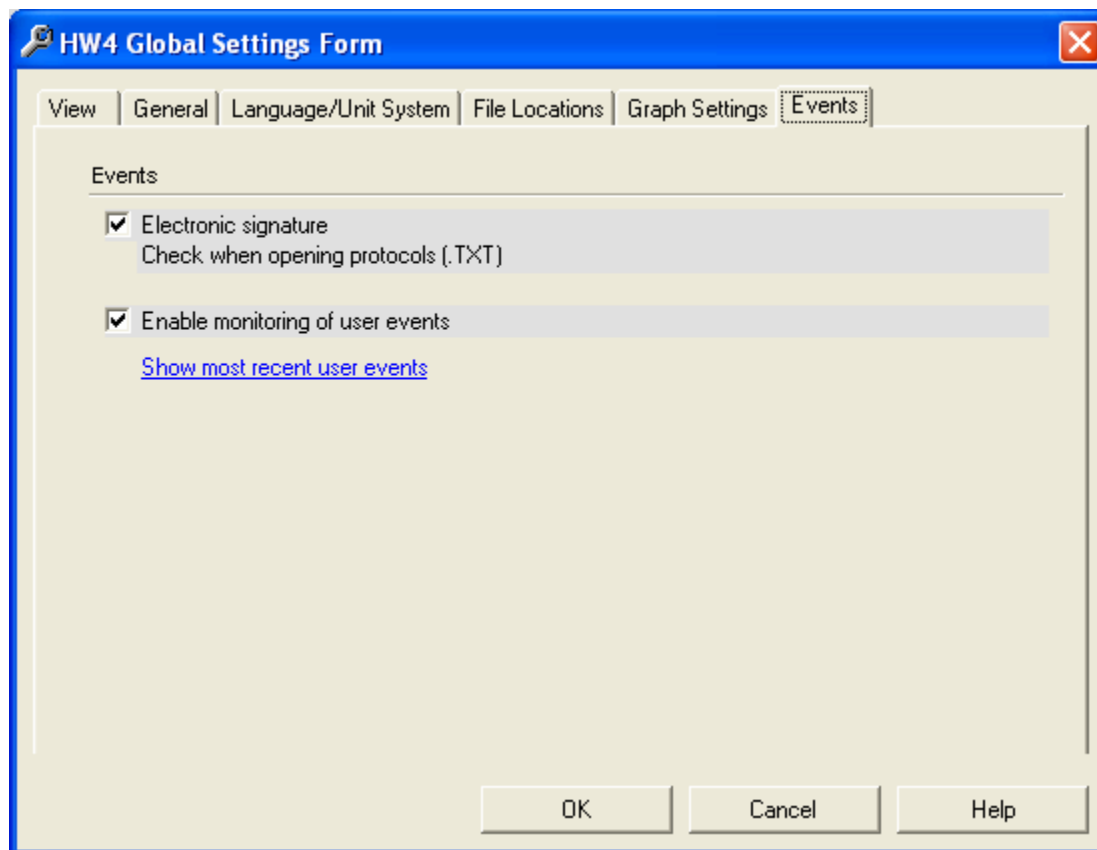 HW4 Global Settings Form
View General Language/Unit System File Locations Graph Settings Events
Events
Electronic signature
Check when opening protocols (.TXT)
Enable monitoring of user events
Show most recent user events
OK Cancel Help